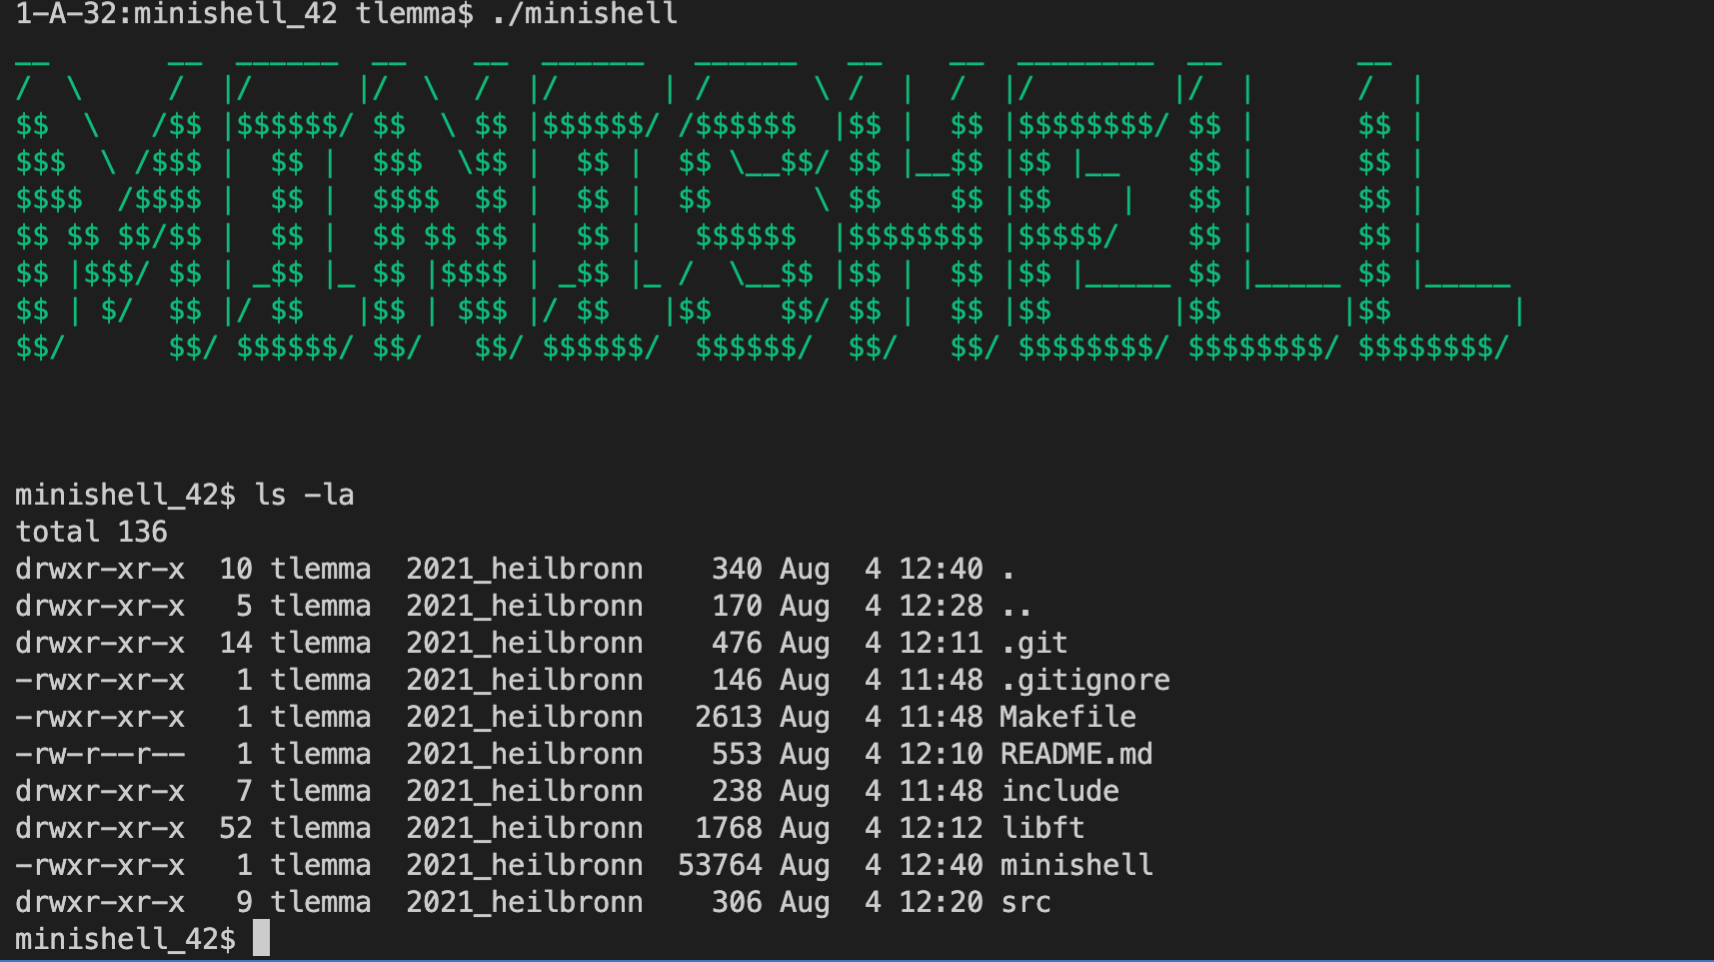 1-A-32:minishell_42 tlemma$ ./minishell
__       __  ______  __    __  ______   ______   __    __  ________  __        __
/  \     /  |/      |/  \  /  |/      | /      \ /  |  /  |/        |/  |      /  |
$$  \   /$$ |$$$$$$/ $$  \ $$ |$$$$$$/ /$$$$$$  |$$ |  $$ |$$$$$$$$/ $$ |      $$ |
$$$  \ /$$$ |  $$ |  $$$  \$$ |  $$ |  $$ \__$$/ $$ |__$$ |$$ |__    $$ |      $$ |
$$$$  /$$$$ |  $$ |  $$$$  $$ |  $$ |  $$      \ $$    $$ |$$    |   $$ |      $$ |
$$ $$ $$/$$ |  $$ |  $$ $$ $$ |  $$ |   $$$$$$  |$$$$$$$$ |$$$$$/    $$ |      $$ |
$$ |$$$/ $$ | _$$ |_ $$ |$$$$ | _$$ |_ /  \__$$ |$$ |  $$ |$$ |_____ $$ |_____ $$ |_____
$$ | $/  $$ |/ $$   |$$ | $$$ |/ $$   |$$    $$/ $$ |  $$ |$$       |$$       |$$       |
$$/      $$/ $$$$$$/ $$/   $$/ $$$$$$/  $$$$$$/  $$/   $$/ $$$$$$$$/ $$$$$$$$/ $$$$$$$$/
minishell_42$ ls -la
total 136
drwxr-xr-x  10 tlemma  2021_heilbronn    340 Aug  4 12:40 .
drwxr-xr-x   5 tlemma  2021_heilbronn    170 Aug  4 12:28 ..
drwxr-xr-x  14 tlemma  2021_heilbronn    476 Aug  4 12:11 .git
-rwxr-xr-x   1 tlemma  2021_heilbronn    146 Aug  4 11:48 .gitignore
-rwxr-xr-x   1 tlemma  2021_heilbronn   2613 Aug  4 11:48 Makefile
-rw-r--r--   1 tlemma  2021_heilbronn    553 Aug  4 12:10 README.md
drwxr-xr-x   7 tlemma  2021_heilbronn    238 Aug  4 11:48 include
drwxr-xr-x  52 tlemma  2021_heilbronn   1768 Aug  4 12:12 libft
-rwxr-xr-x   1 tlemma  2021_heilbronn  53764 Aug  4 12:40 minishell
drwxr-xr-x   9 tlemma  2021_heilbronn    306 Aug  4 12:20 src
minishell_42$